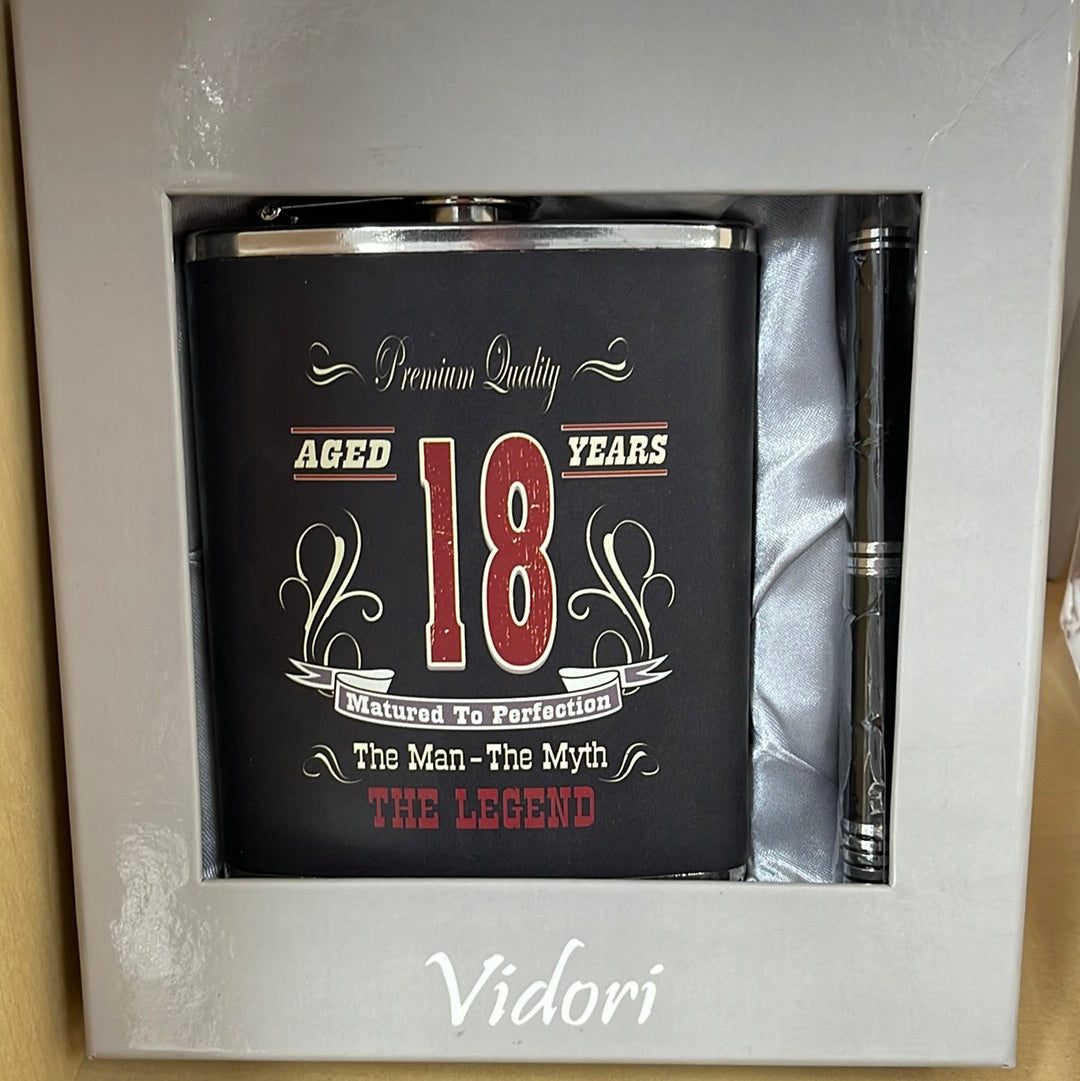 Premium Quality
AGED 18 YEARS
Matured To Perfection
The Man - The Myth
THE LEGEND
Vidori